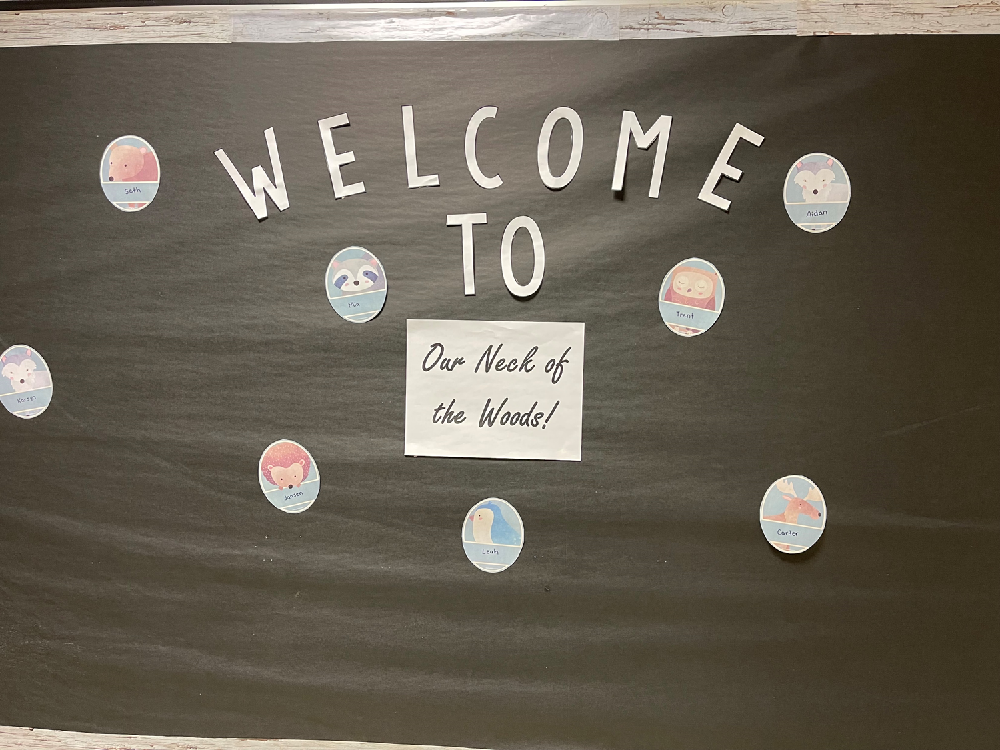 WELCOME
TO
Our Neck of
the Woods!
Seth
Aidan
Mia
Trent
Karsyn
Jansen
Leah
Carter